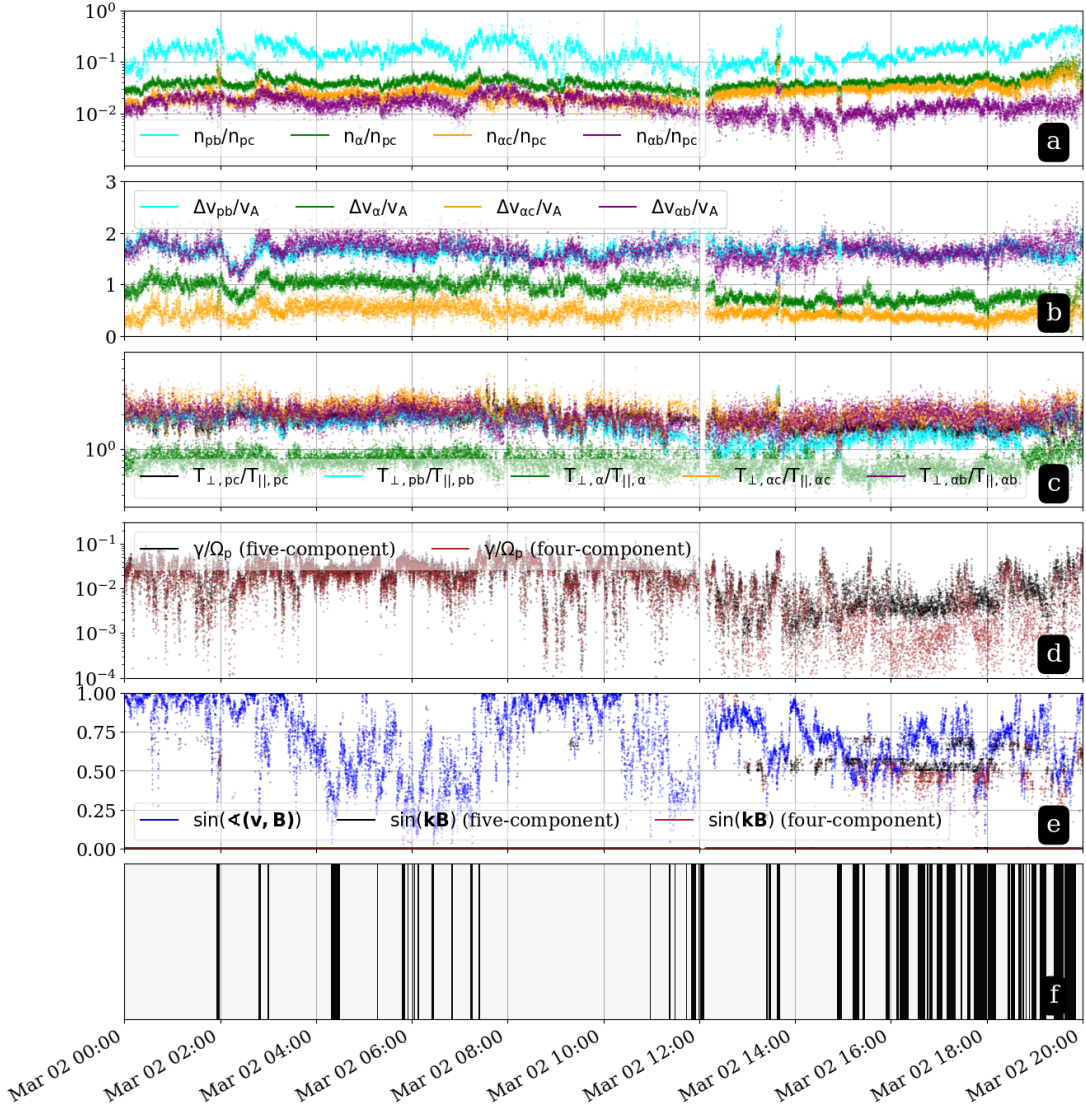 10⁰
10⁻¹
10⁻²
n_pb/n_pc n_α/n_pc n_αc/n_pc n_αb/n_pc
a
3
2
1
0
Δv_pb/v_A Δv_α/v_A Δv_αc/v_A Δv_αb/v_A
b
10⁰
T_⊥,pc/T_||,pc T_⊥,pb/T_||,pb T_⊥,α/T_||,α T_⊥,αc/T_||,αc T_⊥,αb/T_||,αb
c
10⁻¹
10⁻²
10⁻³
10⁻⁴
γ/Ω_p (five-component) γ/Ω_p (four-component)
d
1.00
0.75
0.50
0.25
0.00
sin(∢(v, B)) sin(kB) (five-component) sin(kB) (four-component)
e
f
Mar 02 00:00
Mar 02 02:00
Mar 02 04:00
Mar 02 06:00
Mar 02 08:00
Mar 02 10:00
Mar 02 12:00
Mar 02 14:00
Mar 02 16:00
Mar 02 18:00
Mar 02 20:00